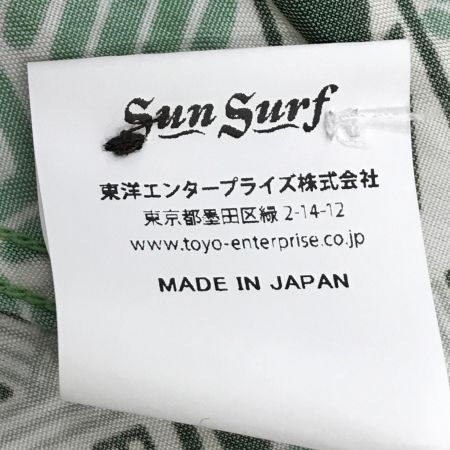 Sun Surf
東洋エンタープライズ株式会社
東京都墨田区緑 2-14-12
www.toyo-enterprise.co.jp
MADE IN JAPAN